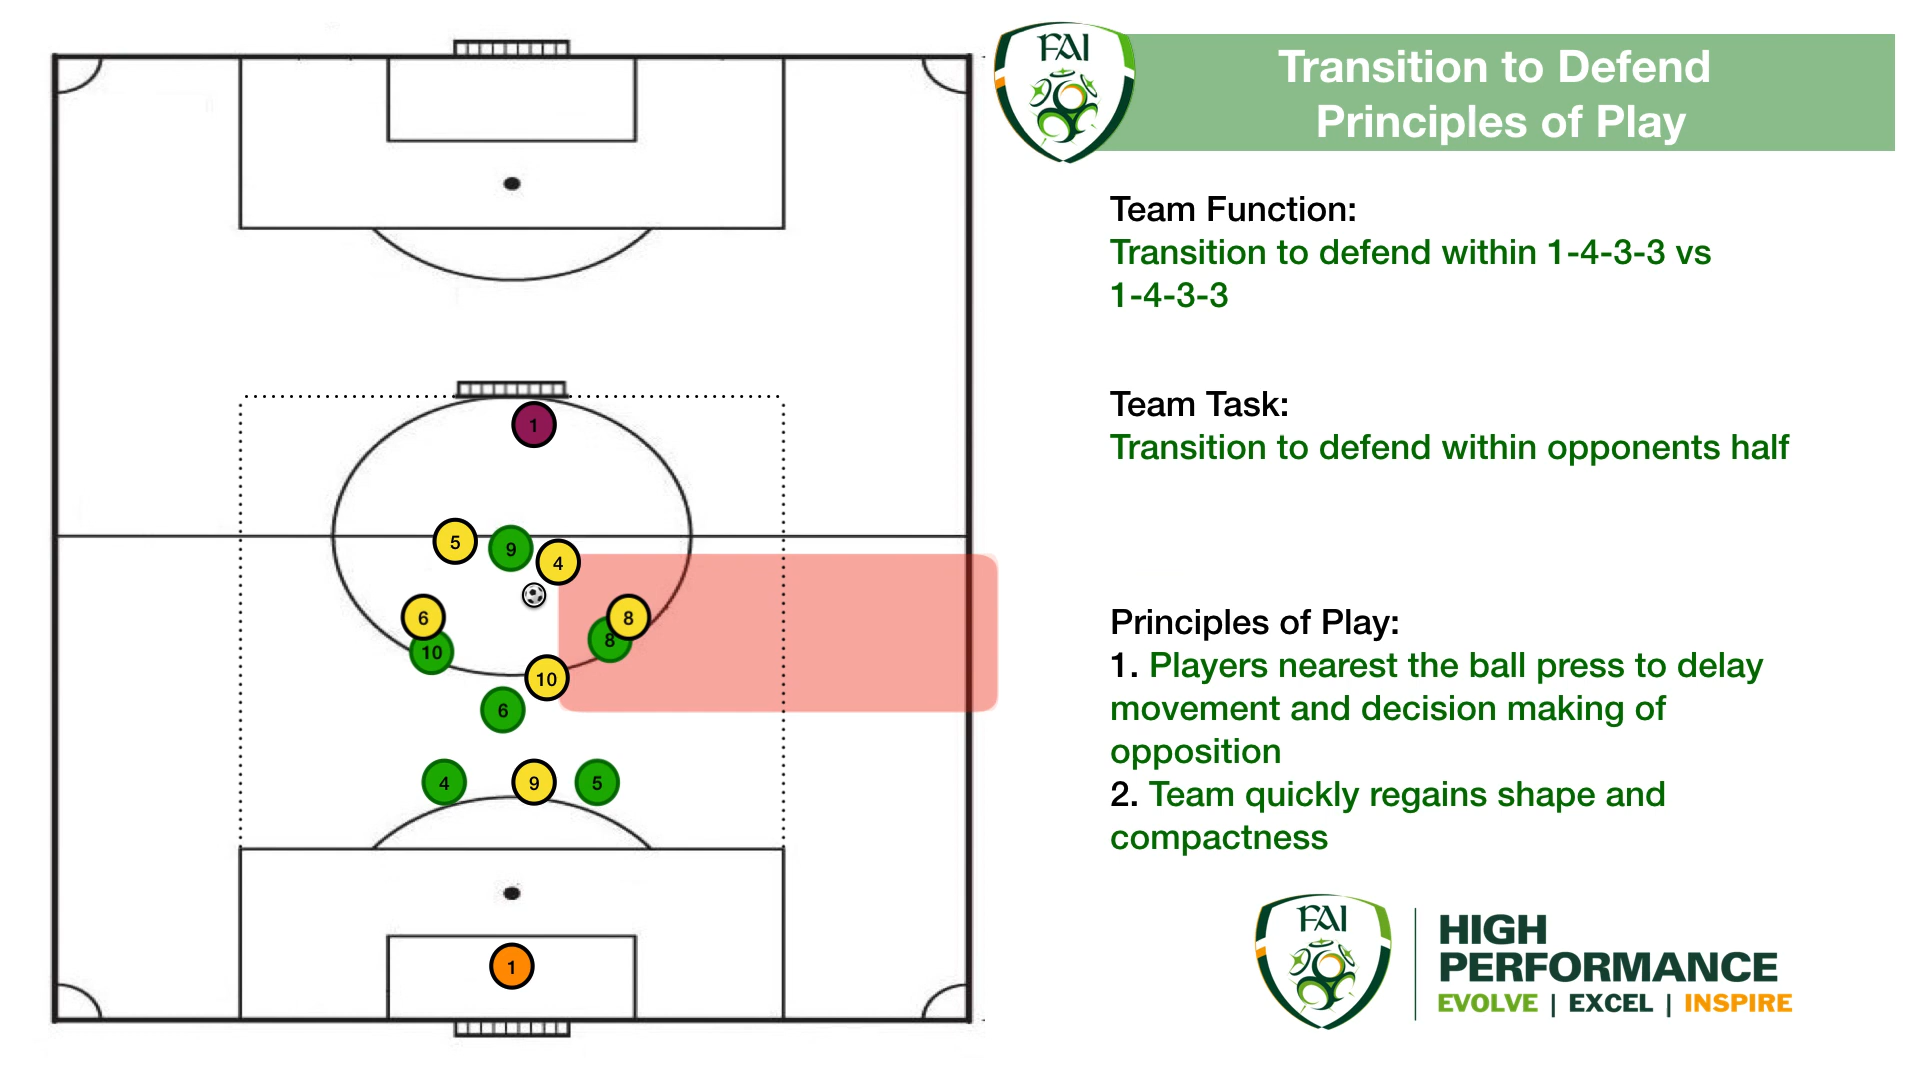 FAI
Transition to Defend
Principles of Play
Team Function:
Transition to defend within 1-4-3-3 vs
1-4-3-3
Team Task:
Transition to defend within opponents half
Principles of Play:
1. Players nearest the ball press to delay
movement and decision making of
opposition
2. Team quickly regains shape and
compactness
1
5
9
4
6
8
10
8
10
6
4
9
5
1
FAI
HIGH
PERFORMANCE
EVOLVE | EXCEL | INSPIRE